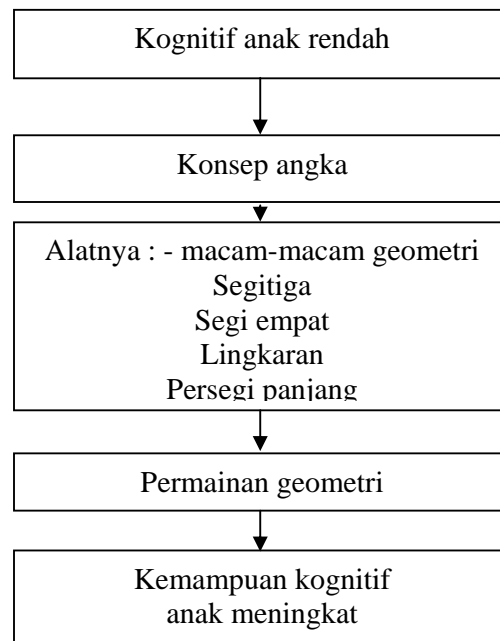 Kognitif anak rendah
Konsep angka
Alatnya : - macam-macam geometri
Segitiga
Segi empat
Lingkaran
Persegi panjang
Permainan geometri
Kemampuan kognitif
anak meningkat